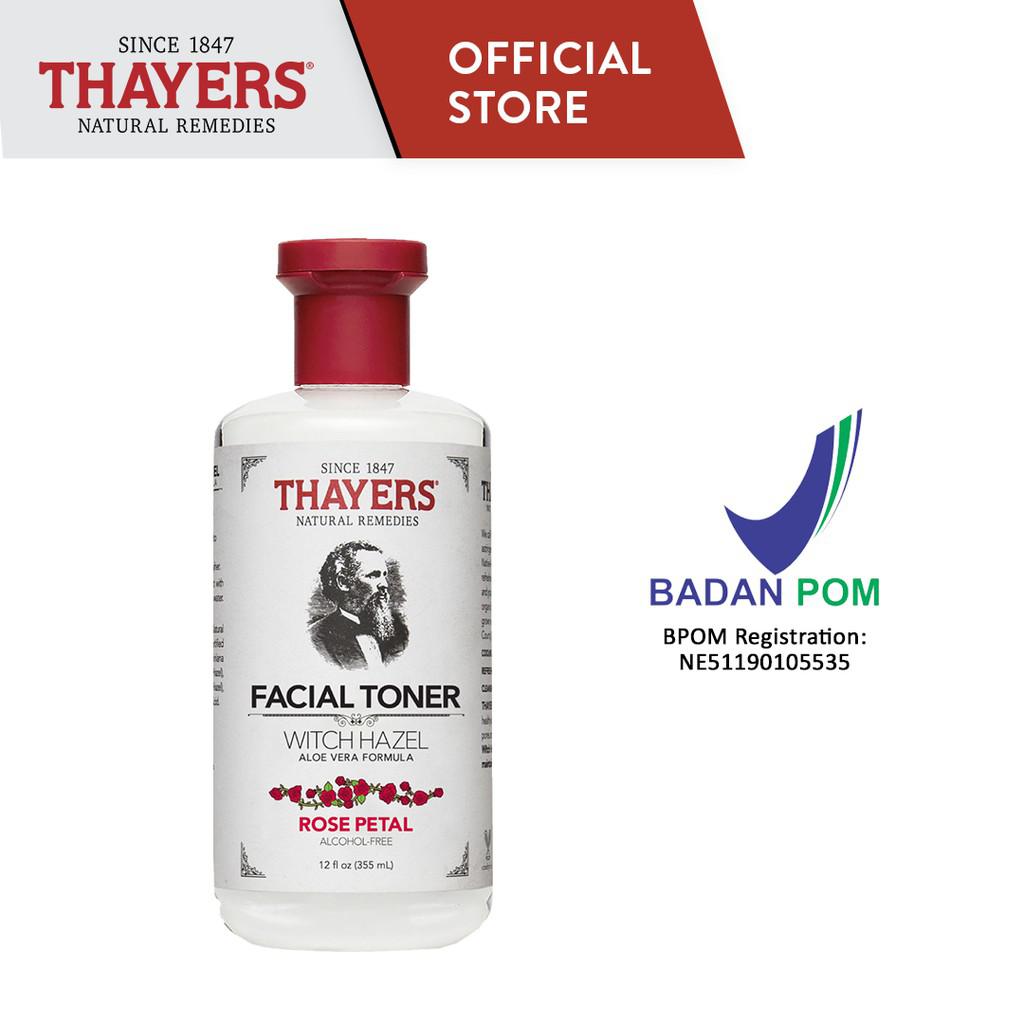 SINCE 1847
THAYERS®
NATURAL REMEDIES
OFFICIAL
STORE
SINCE 1847
THAYERS®
NATURAL REMEDIES
FACIAL TONER
WITCH HAZEL
ALOE VERA FORMULA
ROSE PETAL
ALCOHOL-FREE
12 fl oz (355 mL)
BADAN POM
BPOM Registration:
NE51190105535